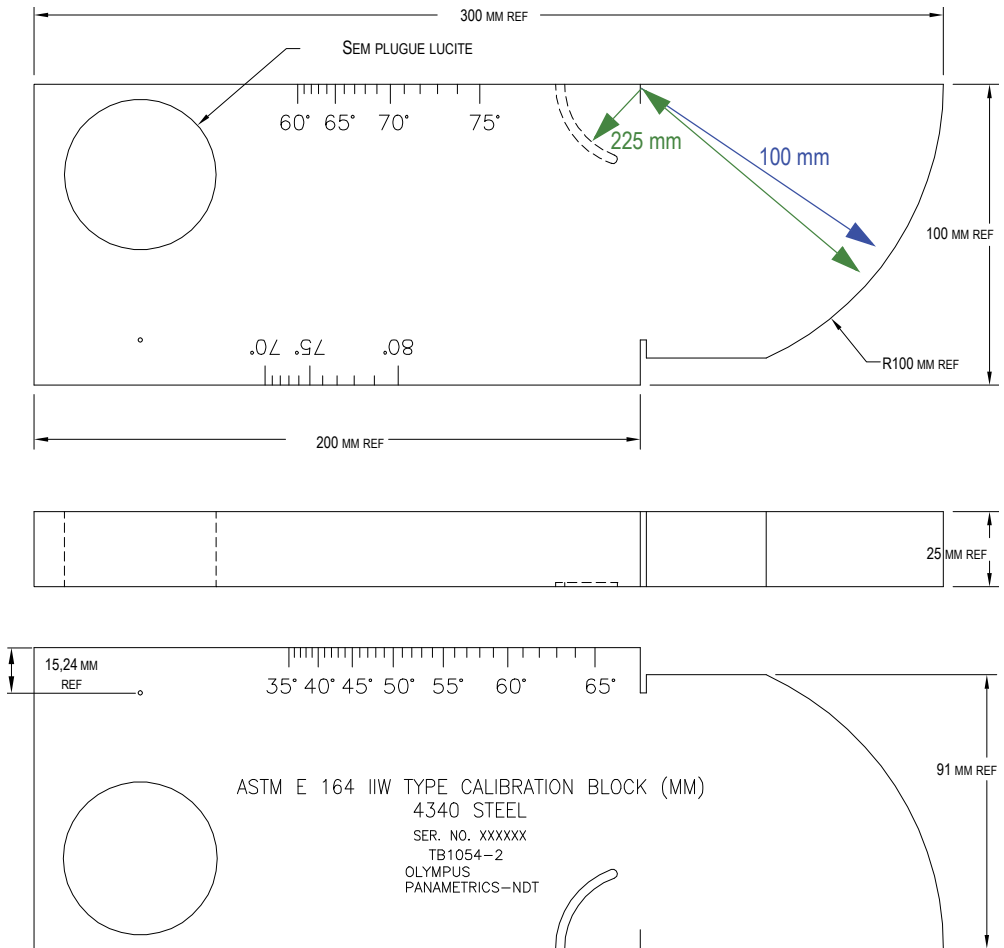 300 MM REF
SEM PLUGUE LUCITE
60° 65° 70° 75°
225 mm
100 mm
100 MM REF
70° 75° 80°
R100 MM REF
200 MM REF
25 MM REF
15,24 MM
REF
35° 40° 45° 50° 55° 60° 65°
91 MM REF
ASTM E 164 IIW TYPE CALIBRATION BLOCK (MM)
4340 STEEL
SER. NO. XXXXXX
TB1054-2
OLYMPUS
PANAMETRICS-NDT